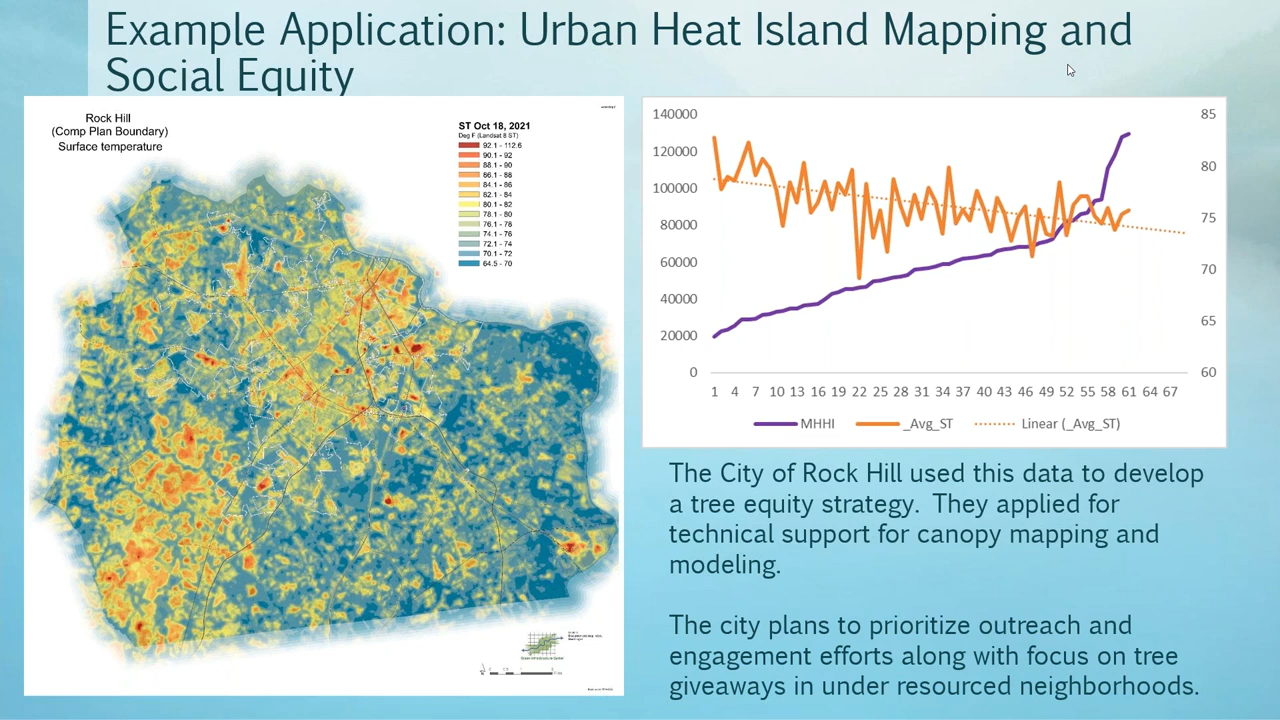 Example Application: Urban Heat Island Mapping and
Social Equity
Rock Hill
(Comp Plan Boundary)
Surface temperature
ST Oct 18, 2021
Deg F (Landsat 8 ST)
92.1 - 112.6
90.1 - 92
88.1 - 90
86.1 - 88
84.1 - 86
82.1 - 84
80.1 - 82
78.1 - 80
76.1 - 78
74.1 - 76
72.1 - 74
70.1 - 72
64.5 - 70
140000
120000
100000
80000
60000
40000
20000
0
85
80
75
70
65
60
1 4 7 10 13 16 19 22 25 28 31 34 37 40 43 46 49 52 55 58 61 64 67
MHHI _Avg_ST Linear (_Avg_ST)
The City of Rock Hill used this data to develop
a tree equity strategy. They applied for
technical support for canopy mapping and
modeling.
The city plans to prioritize outreach and
engagement efforts along with focus on tree
giveaways in under resourced neighborhoods.